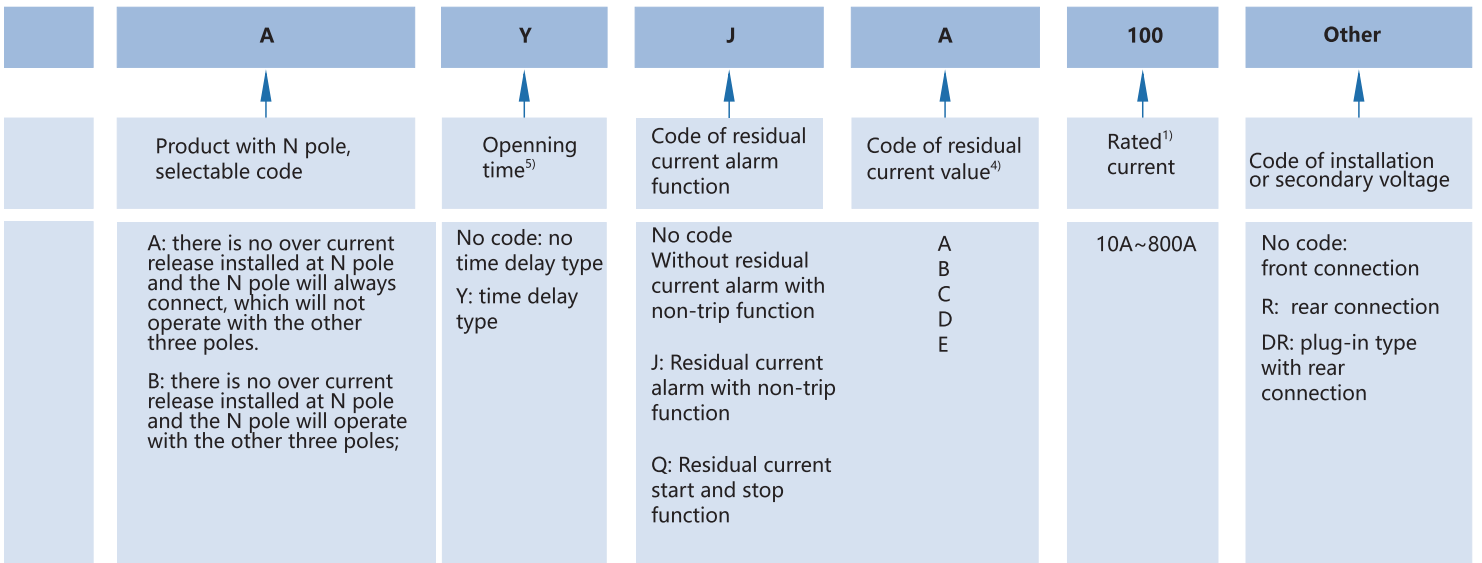 A
Y
J
A
100
Other
Product with N pole,
selectable code
Openning
time5)
Code of residual
current alarm
function
Code of residual
current value4)
Rated1)
current
Code of installation
or secondary voltage
A: there is no over current
release installed at N pole
and the N pole will always
connect, which will not
operate with the other
three poles.
B: there is no over current
release installed at N pole
and the N pole will operate
with the other three poles;
No code: no
time delay type
Y: time delay
type
No code
Without residual
current alarm with
non-trip function
J: Residual current
alarm with non-trip
function
Q: Residual current
start and stop
function
A
B
C
D
E
10A~800A
No code:
front connection
R: rear connection
DR: plug-in type
with rear
connection